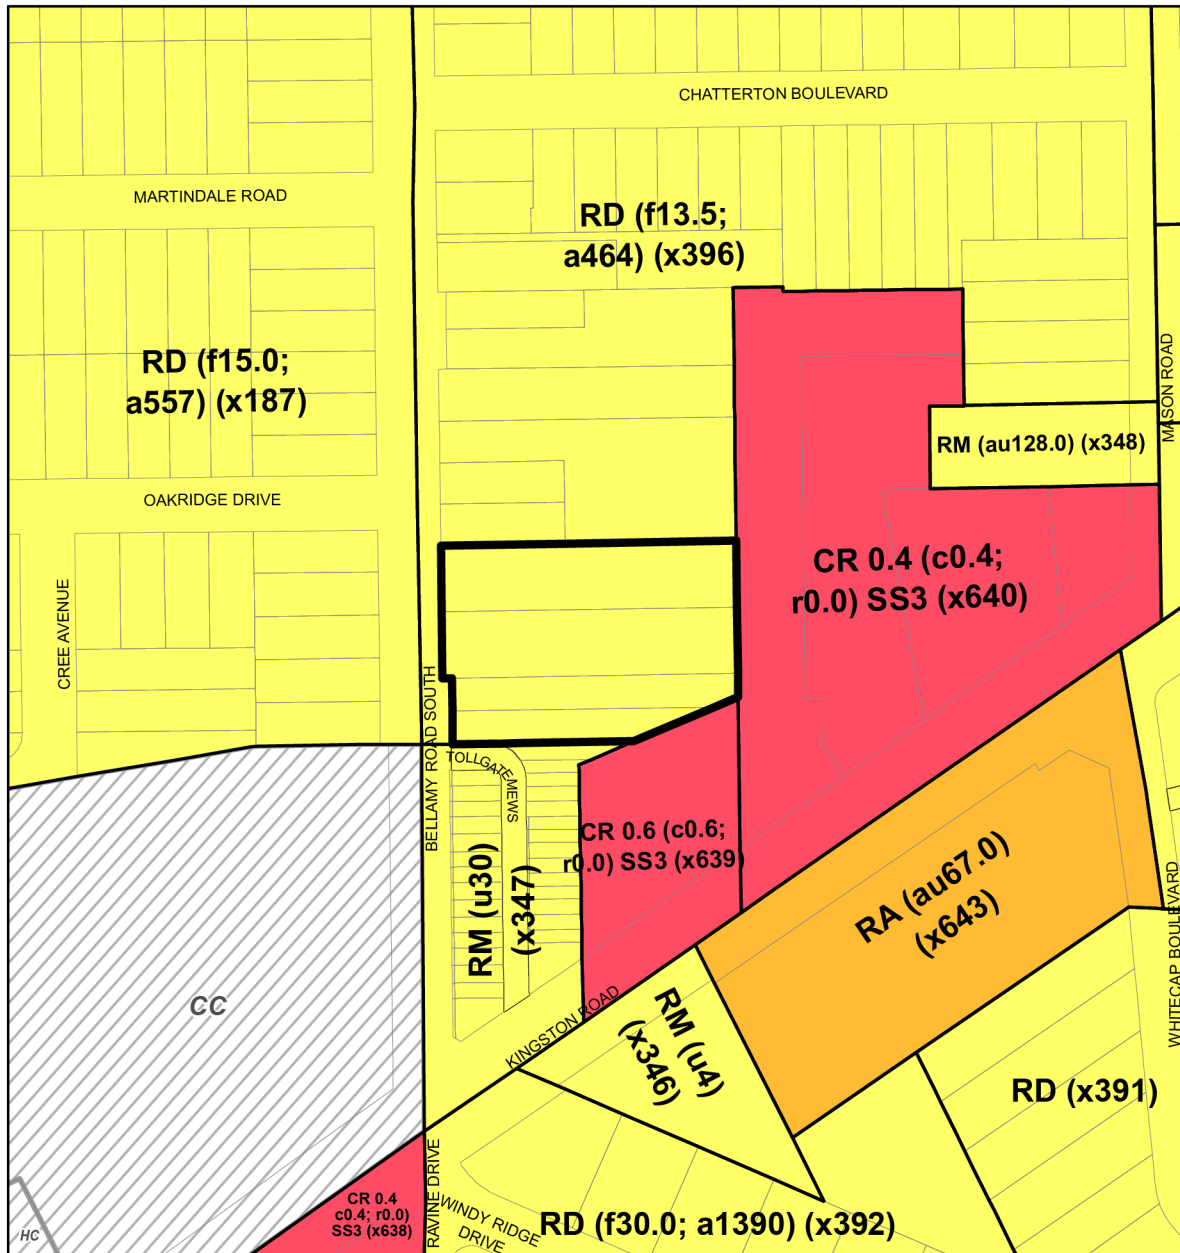 CHATTERTON BOULEVARD
MARTINDALE ROAD
RD (f13.5;
a464) (x396)
RD (f15.0;
a557) (x187)
MASON ROAD
RM (au128.0) (x348)
OAKRIDGE DRIVE
CR 0.4 (c0.4;
r0.0) SS3 (x640)
CREE AVENUE
BELLAMY ROAD SOUTH
TOLLGATE MEWS
CR 0.6 (c0.6;
r0.0) SS3 (x639)
RM (u30)
(x347)
RA (au67.0)
(x643)
WHITECAP BOULEVARD
CC
KINGSTON ROAD
RM (u4)
(x346)
RD (x391)
CR 0.4
c0.4; r0.0)
SS3 (x638)
RAVINE DRIVE
WINDY RIDGE
DRIVE
RD (f30.0; a1390) (x392)
HC